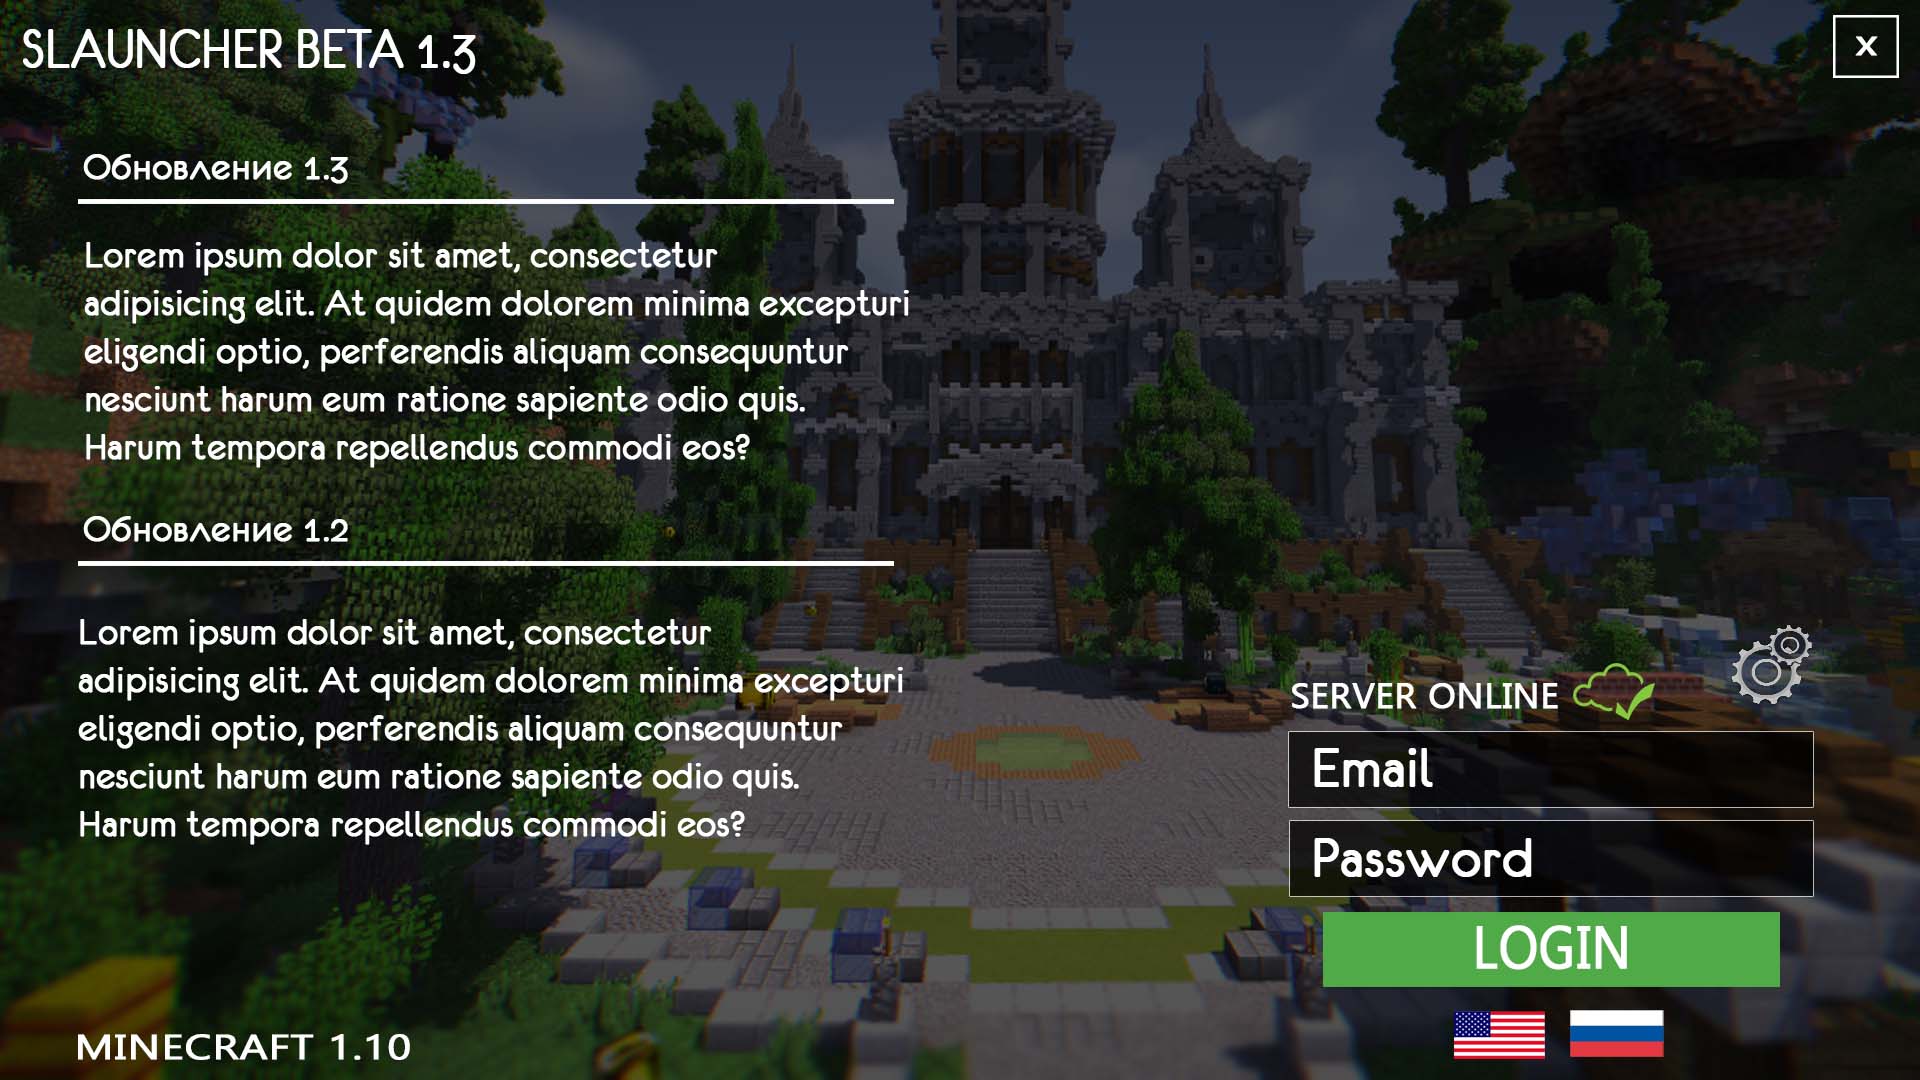 SLAUNCHER BETA 1.3
X
Обновление 1.3
Lorem ipsum dolor sit amet, consectetur
adipisicing elit. At quidem dolorem minima excepturi
eligendi optio, perferendis aliquam consequuntur
nesciunt harum eum ratione sapiente odio quis.
Harum tempora repellendus commodi eos?
Обновление 1.2
Lorem ipsum dolor sit amet, consectetur
adipisicing elit. At quidem dolorem minima excepturi
eligendi optio, perferendis aliquam consequuntur
nesciunt harum eum ratione sapiente odio quis.
Harum tempora repellendus commodi eos?
SERVER ONLINE
Email
Password
LOGIN
MINECRAFT 1.10